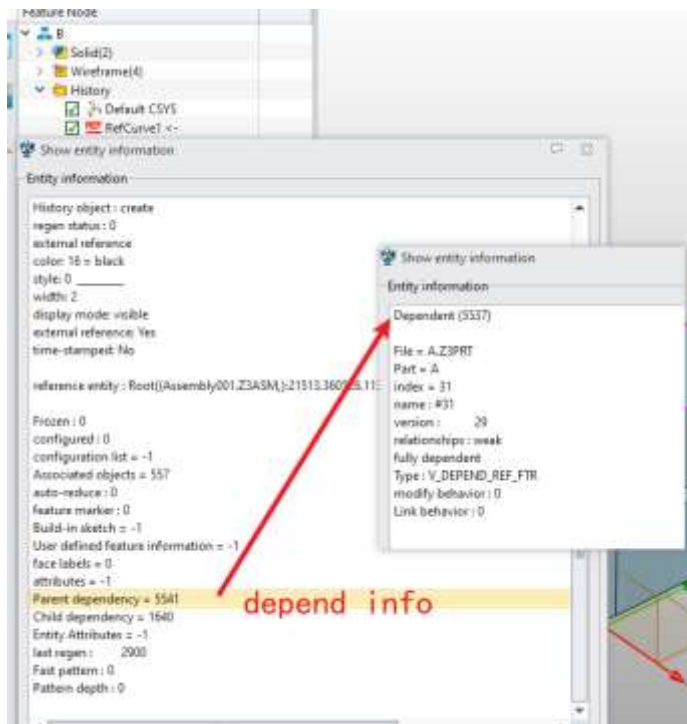 Feature Node
B
Solid(2)
Wireframe(4)
History
Default CSYS
RefCurve1 <-
Show entity information
Entity information
History object : create
regen status : 0
external reference
color: 16 = black
style: 0 ______
width: 2
display mode: visible
external reference: Yes
time-stamped: No
reference entity : Root((Assembly001.Z3ASM,):21513.
Frozen : 0
configured : 0
configuration list = -1
Associated objects = 557
auto-reduce : 0
feature marker : 0
Build-in sketch = -1
User defined feature information = -1
face labels = 0
attributes = -1
Parent dependency = 5541
Child dependency = 1640
Entity Attributes = -1
last regen : 2900
Fast pattern : 0
Pattern depth : 0
Show entity information
Entity information
Dependent (5537)
File = A.Z3PRT
Part = A
index = 31
name : #31
version : 29
relationships : weak
fully dependent
Type : V_DEPEND_REF_FTR
modify behavior : 0
Link behavior : 0
depend info